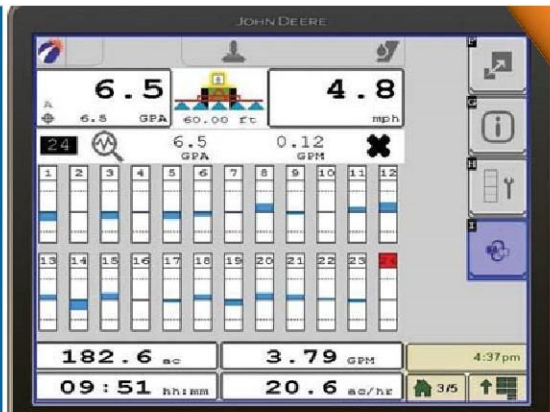 JOHN DEERE
F
6.5
4.8
A
6.5 GPA
60.00 ft
mph
G
24
6.5
GPA
0.12
GPM
H
1 2 3 4 5 6 7 8 9 10 11 12
I
13 14 15 16 17 18 19 20 21 22 23 24
182.6 ac
3.79 GPM
4:37pm
09:51 hh:mm
20.6 ac/hr
3/5